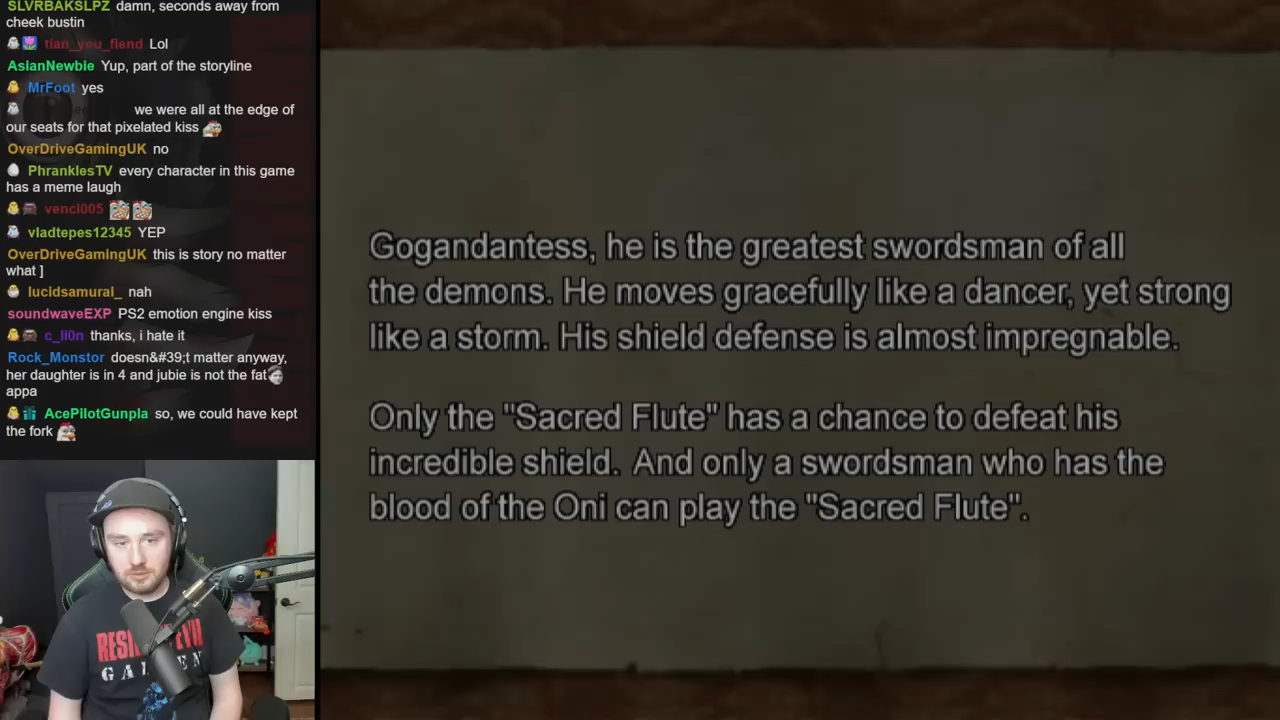 SLVRBAKSLPZ damn, seconds away from
cheek bustin
tian_you_fiend Lol
AsianNewbie Yup, part of the storyline
MrFoot yes
we were all at the edge of
our seats for that pixelated kiss
OverDriveGamingUK no
PhranklesTV every character in this game
has a meme laugh
venci005
vladtepes12345 YEP
OverDriveGamingUK this is story no matter
what ]
lucidsamurai_ nah
soundwaveEXP PS2 emotion engine kiss
c_li0n thanks, i hate it
Rock_Monstor doesn&#39;t matter anyway,
her daughter is in 4 and jubie is not the fat
appa
AcePilotGunpla so, we could have kept
the fork
Gogandantess, he is the greatest swordsman of all
the demons. He moves gracefully like a dancer, yet strong
like a storm. His shield defense is almost impregnable.
Only the "Sacred Flute" has a chance to defeat his
incredible shield. And only a swordsman who has the
blood of the Oni can play the "Sacred Flute".